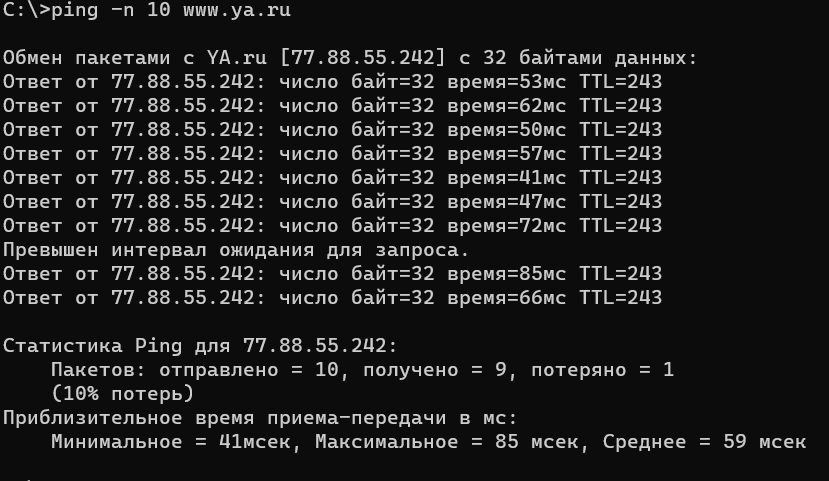 C:\>ping -n 10 www.ya.ru
Обмен пакетами с YA.ru [77.88.55.242] с 32 байтами данных:
Ответ от 77.88.55.242: число байт=32 время=53мс TTL=243
Ответ от 77.88.55.242: число байт=32 время=62мс TTL=243
Ответ от 77.88.55.242: число байт=32 время=50мс TTL=243
Ответ от 77.88.55.242: число байт=32 время=57мс TTL=243
Ответ от 77.88.55.242: число байт=32 время=41мс TTL=243
Ответ от 77.88.55.242: число байт=32 время=47мс TTL=243
Ответ от 77.88.55.242: число байт=32 время=72мс TTL=243
Превышен интервал ожидания для запроса.
Ответ от 77.88.55.242: число байт=32 время=85мс TTL=243
Ответ от 77.88.55.242: число байт=32 время=66мс TTL=243
Статистика Ping для 77.88.55.242:
Пакетов: отправлено = 10, получено = 9, потеряно = 1
(10% потерь)
Приблизительное время приема-передачи в мс:
Минимальное = 41мсек, Максимальное = 85 мсек, Среднее = 59 мсек